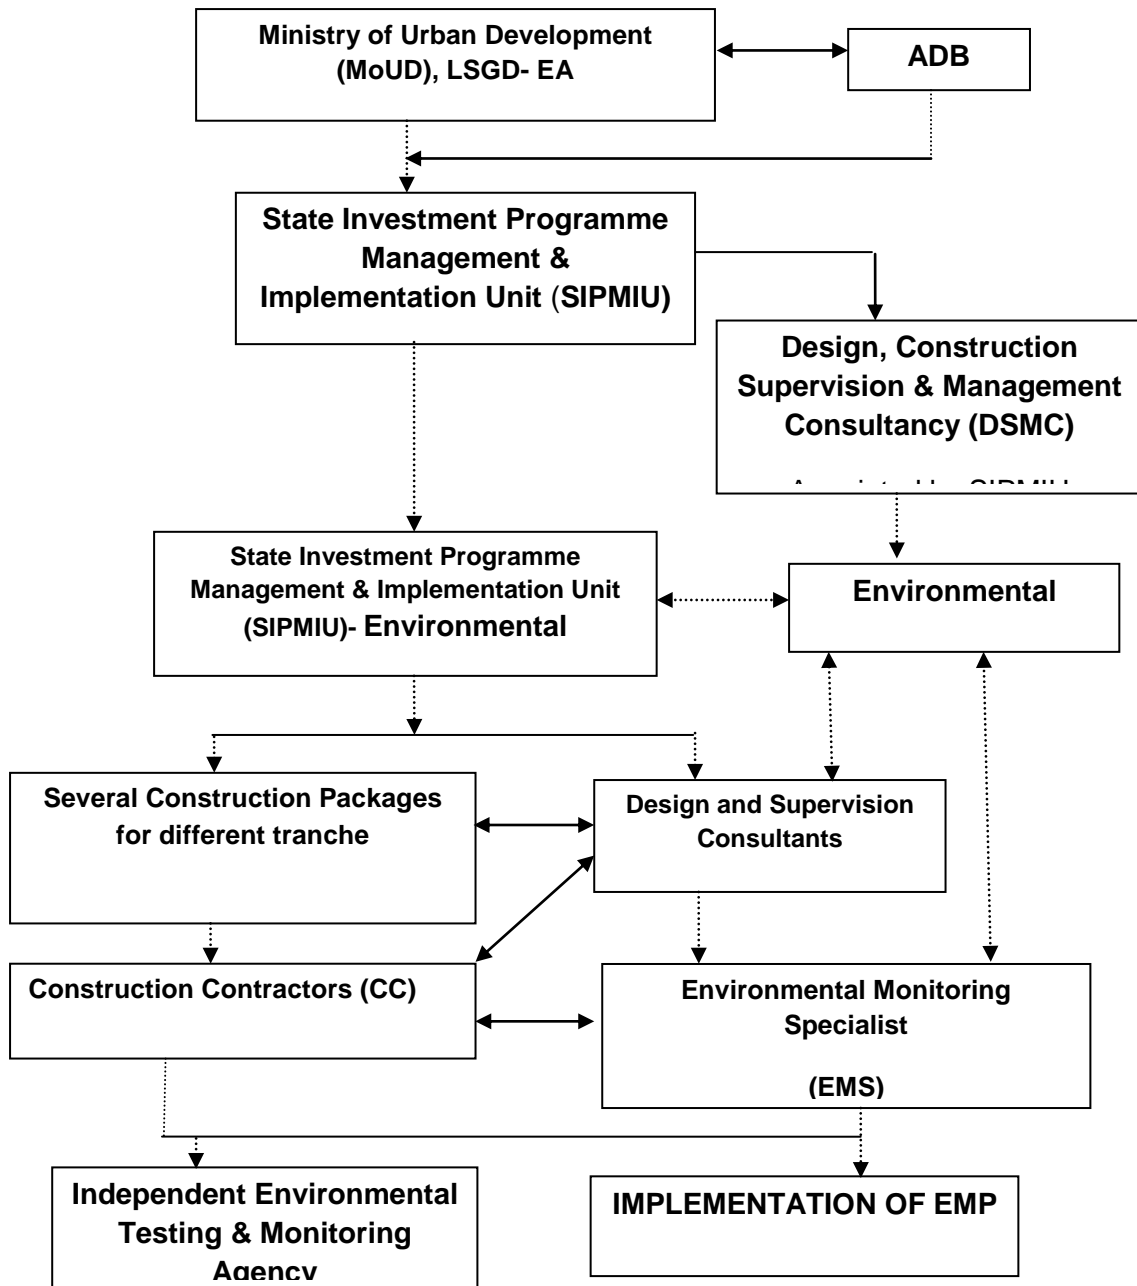 Ministry of Urban Development
(MoUD), LSGD- EA
ADB
State Investment Programme
Management &
Implementation Unit (SIPMIU)
Design, Construction
Supervision & Management
Consultancy (DSMC)
State Investment Programme
Management & Implementation Unit
(SIPMIU)- Environmental
Environmental
Several Construction Packages
for different tranche
Design and Supervision
Consultants
Construction Contractors (CC)
Environmental Monitoring
Specialist
(EMS)
Independent Environmental
Testing & Monitoring
Agency
IMPLEMENTATION OF EMP